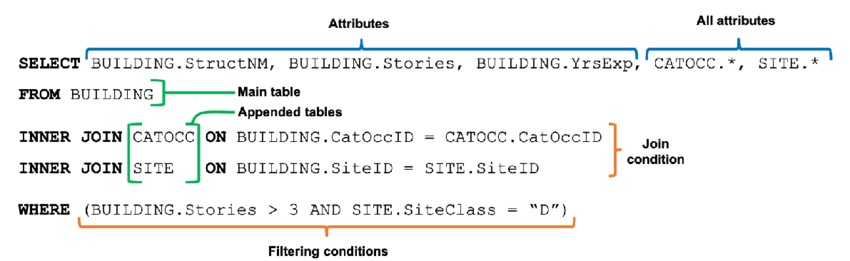 Attributes
All attributes
SELECT BUILDING.StructNM, BUILDING.Stories, BUILDING.YrsExp, CATOCC.*, SITE.*
FROM BUILDING
Main table
Appended tables
INNER JOIN CATOCC ON BUILDING.CatOccID = CATOCC.CatOccID
INNER JOIN SITE ON BUILDING.SiteID = SITE.SiteID
Join
condition
WHERE (BUILDING.Stories > 3 AND SITE.SiteClass = “D”)
Filtering conditions